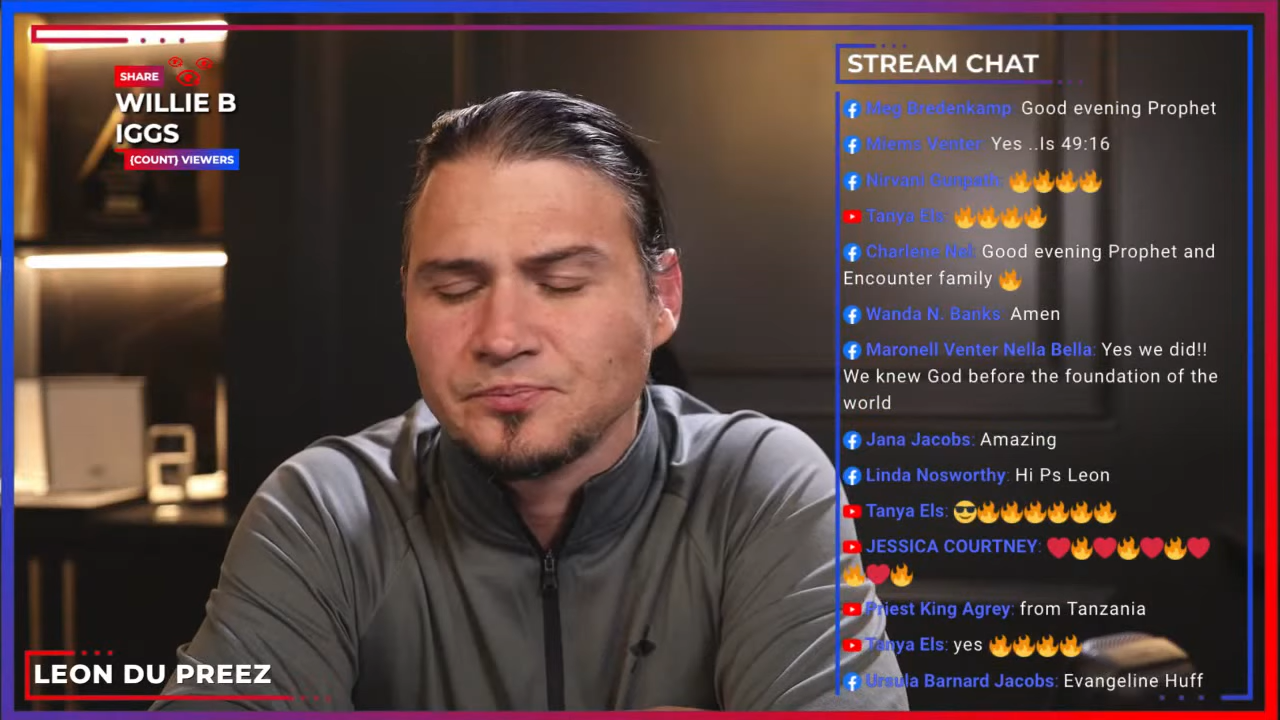 SHARE
WILLIE B
IGGS
{COUNT} VIEWERS
STREAM CHAT
Meg Bredenkamp: Good evening Prophet
Miems Venter: Yes ..Is 49:16
Nirvani Gunpath: 🔥🔥🔥🔥
Tanya Els: 🔥🔥🔥🔥
Charlene Nel: Good evening Prophet and
Encounter family 🔥
Wanda N. Banks: Amen
Maronell Venter Nella Bella: Yes we did!!
We knew God before the foundation of the
world
Jana Jacobs: Amazing
Linda Nosworthy: Hi Ps Leon
Tanya Els: 😎🔥🔥🔥🔥🔥🔥
JESSICA COURTNEY: ❤🔥❤🔥❤🔥❤
🔥❤🔥
Priest King Agrey: from Tanzania
Tanya Els: yes 🔥🔥🔥🔥
Ursula Barnard Jacobs: Evangeline Huff
LEON DU PREEZ